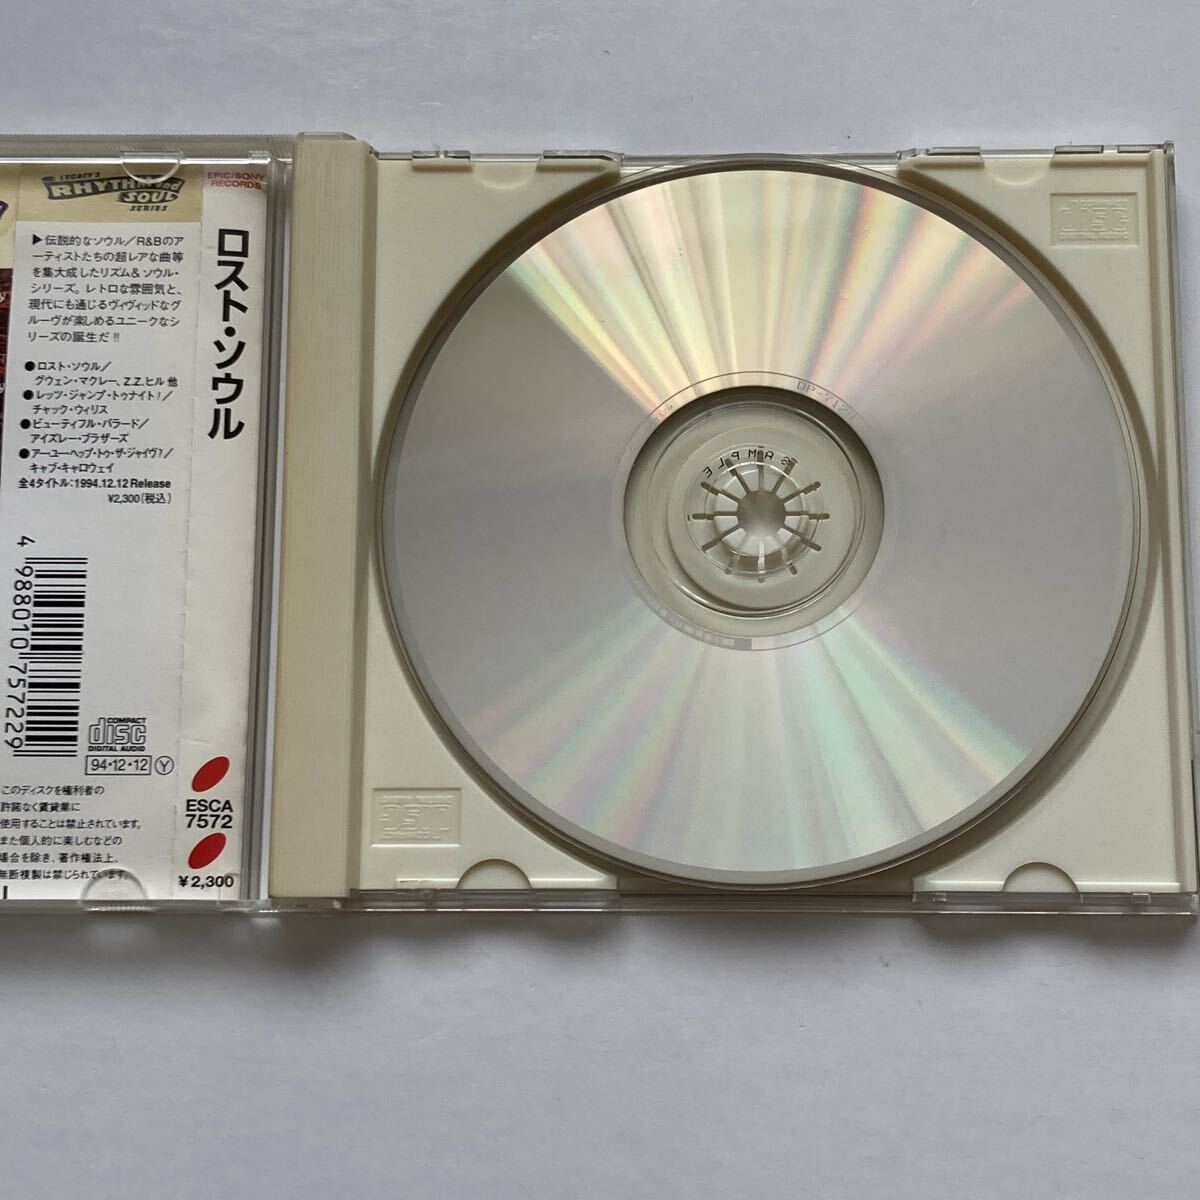 LEGACY'S
RHYTHM and
SOUL
SERIES
▶伝説的なソウル／R&Bのア
ーティストたちの超レアな曲等
を集大成したリズム＆ソウル・
シリーズ。レトロな雰囲気と、
現代にも通じるヴィヴィッドなグ
ルーヴが楽しめるユニークなシ
リーズの誕生だ!!
●ロスト・ソウル／
グウェン・マクレー、Z.Z.ヒル 他
●レッツ・ジャンプ・トゥナイト!／
チャック・ウィリス
●ビューティフル・バラード／
アイズレー・ブラザーズ
●アー・ユー・ヘップ・トゥ・ザ・ジャイヴ?／
キャブ・キャロウェイ
全4タイトル：1994.12.12 Release
¥2,300（税込）
4 988010 757229
COMPACT
disc
DIGITAL AUDIO
94・12・12 Y
このディスクを権利者の
許諾なく賃貸業に
使用することは禁止されています。
また個人的に楽しむなどの
場合を除き、著作権法上、
無断複製は禁じられています。
EPIC/SONY
RECORDS
ロスト・ソウル
ESCA
7572
¥2,300
SAMPLE